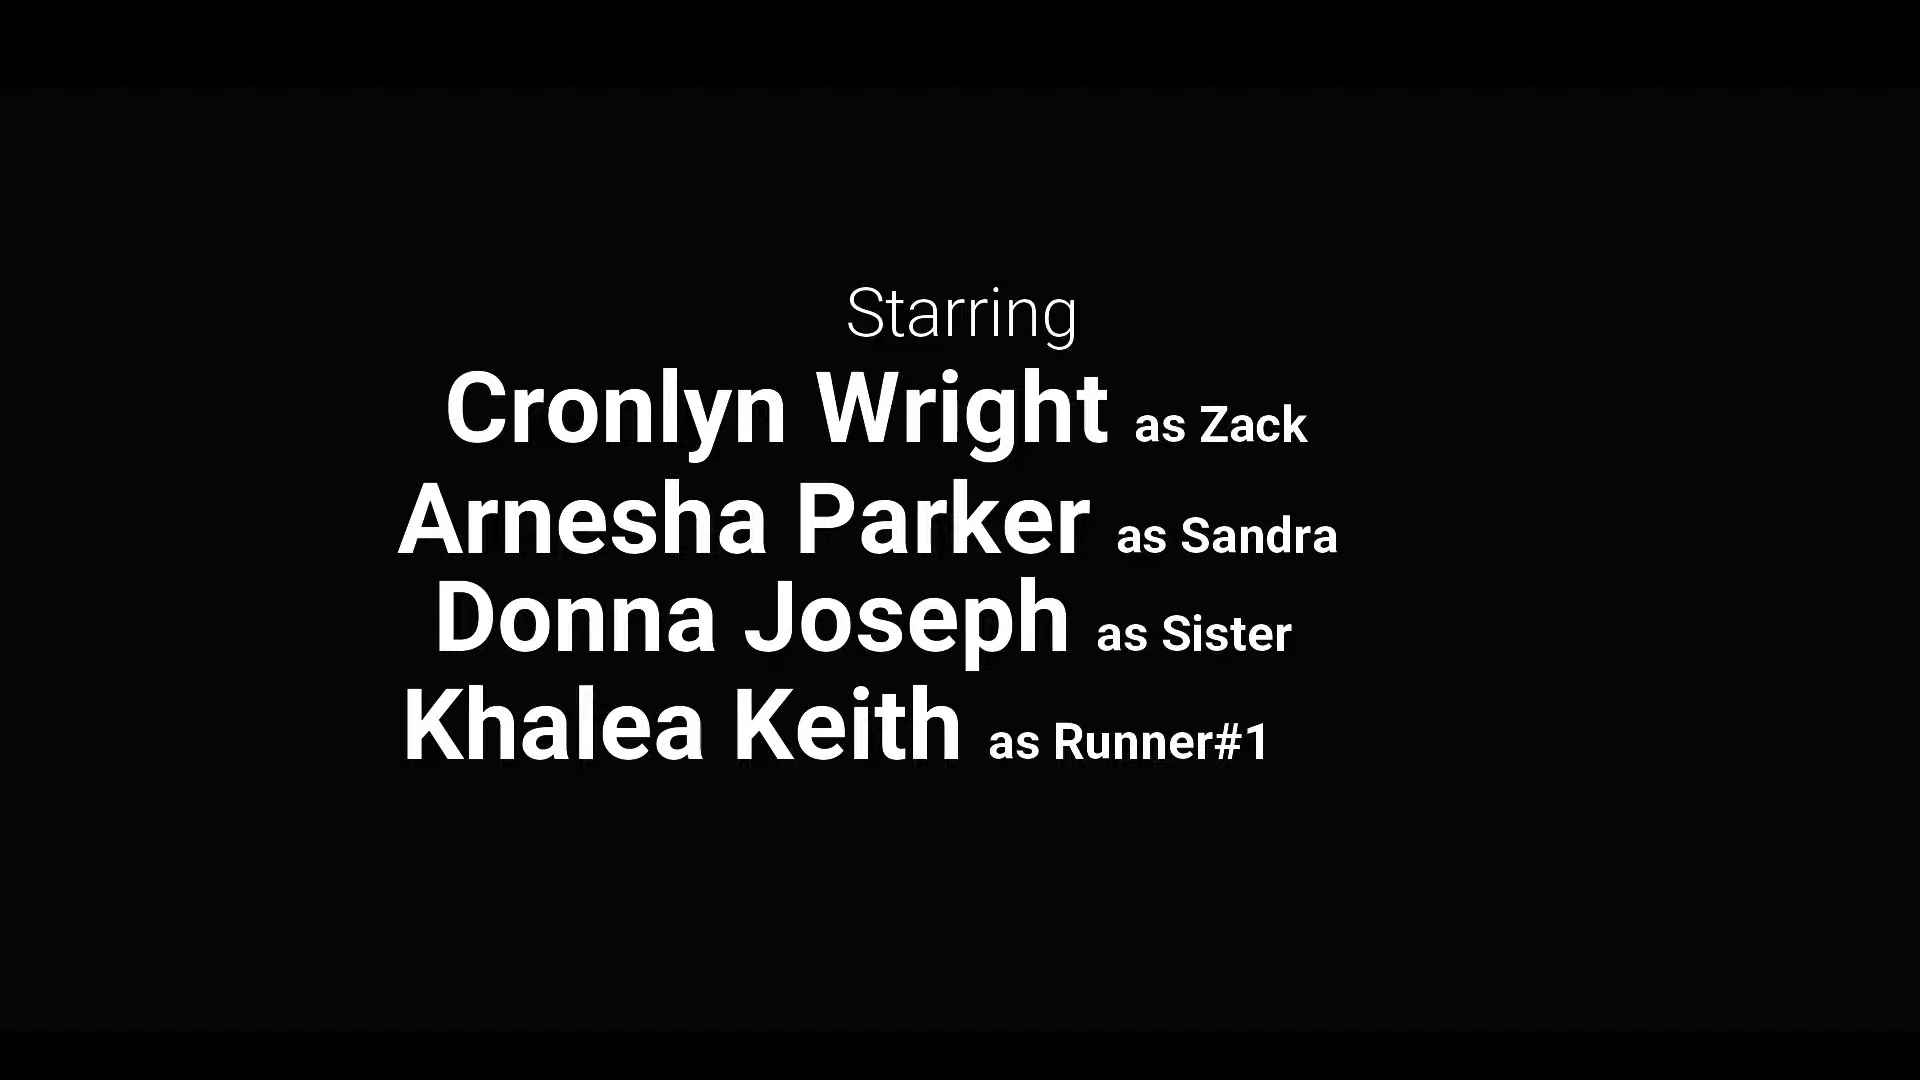 Starring
Cronlyn Wright as Zack
Arnesha Parker as Sandra
Donna Joseph as Sister
Khalea Keith as Runner#1